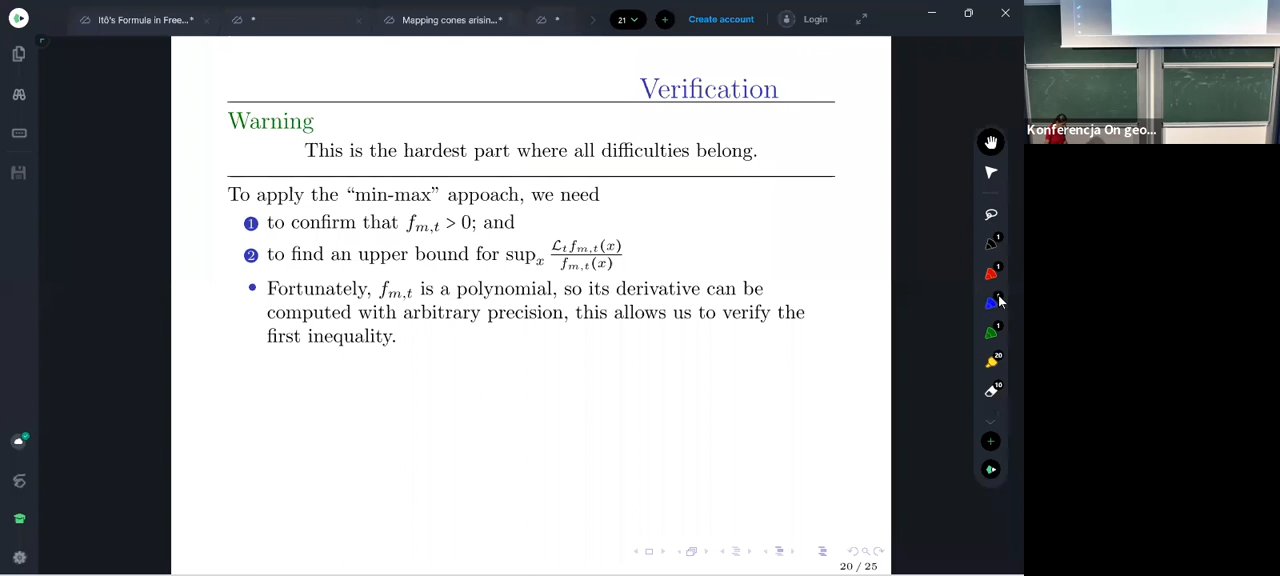 Itô's Formula in Free...*
*
Mapping cones arisin...*
*
21
Create account
Login
Verification
Warning
This is the hardest part where all difficulties belong.
To apply the “min-max” appoach, we need
1 to confirm that f_{m,t} > 0; and
2 to find an upper bound for sup_x \frac{\mathcal{L}_t f_{m,t}(x)}{f_{m,t}(x)}
• Fortunately, f_{m,t} is a polynomial, so its derivative can be
computed with arbitrary precision, this allows us to verify the
first inequality.
20 / 25
Konferencja On geo...
1
1
1
20
10